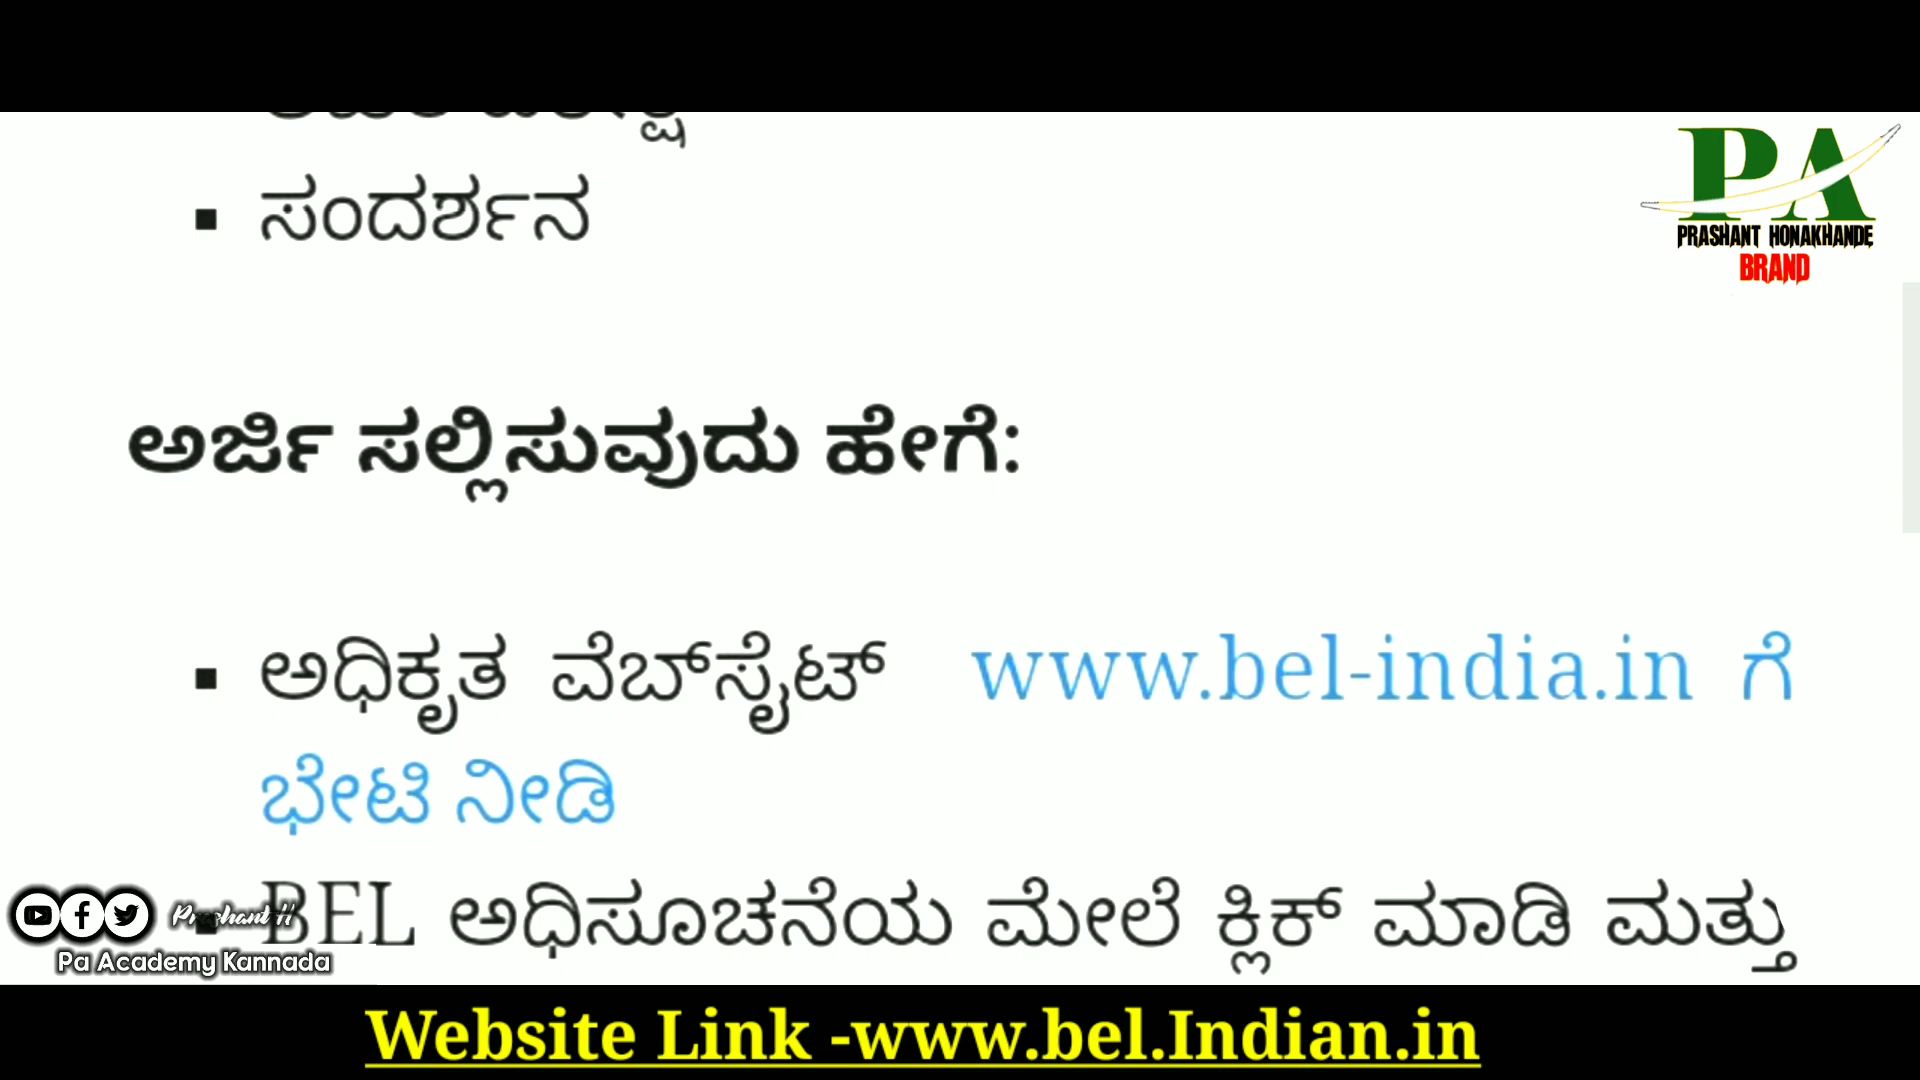 ಸಂದರ್ಶನ
PA
PRASHANT HONAKHANDE
BRAND
ಅರ್ಜಿ ಸಲ್ಲಿಸುವುದು ಹೇಗೆ:
ಅಧಿಕೃತ ವೆಬ್‌ಸೈಟ್ www.bel-india.in ಗೆ
ಭೇಟಿ ನೀಡಿ
BEL ಅಧಿಸೂಚನೆಯ ಮೇಲೆ ಕ್ಲಿಕ್ ಮಾಡಿ ಮತ್ತು
Prashant H
Pa Academy Kannada
Website Link -www.bel.Indian.in